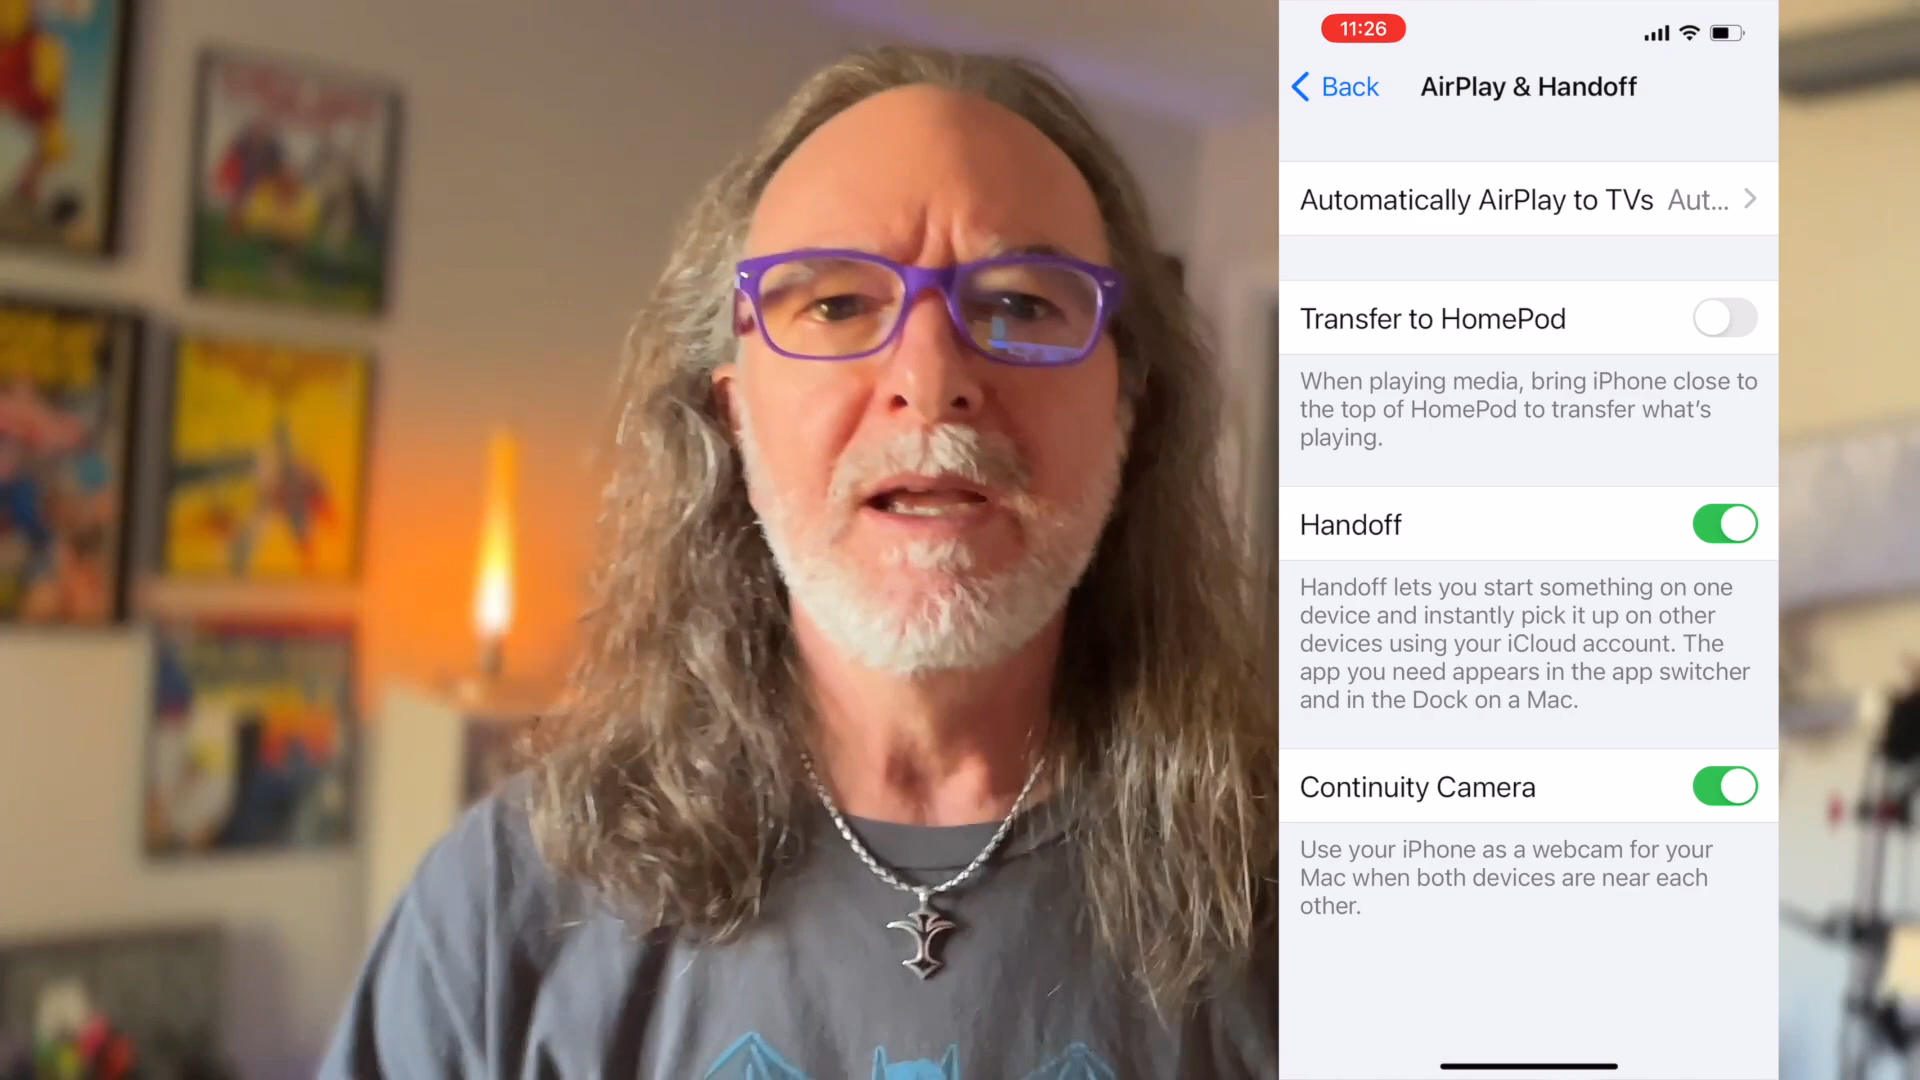 11:26
Back
AirPlay & Handoff
Automatically AirPlay to TVs Aut...
Transfer to HomePod
When playing media, bring iPhone close to
the top of HomePod to transfer what’s
playing.
Handoff
Handoff lets you start something on one
device and instantly pick it up on other
devices using your iCloud account. The
app you need appears in the app switcher
and in the Dock on a Mac.
Continuity Camera
Use your iPhone as a webcam for your
Mac when both devices are near each
other.